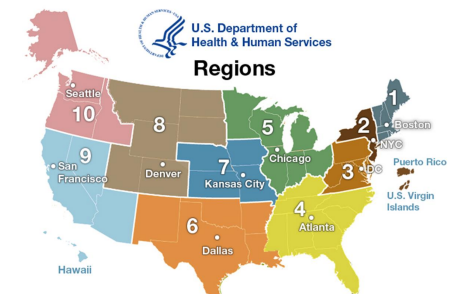 U.S. Department of
Health & Human Services
Regions
Seattle
10
9
San
Francisco
Hawaii
8
Denver
7
Kansas City
6
Dallas
5
Chicago
4
Atlanta
3
DC
2
NYC
1
Boston
Puerto Rico
U.S. Virgin
Islands